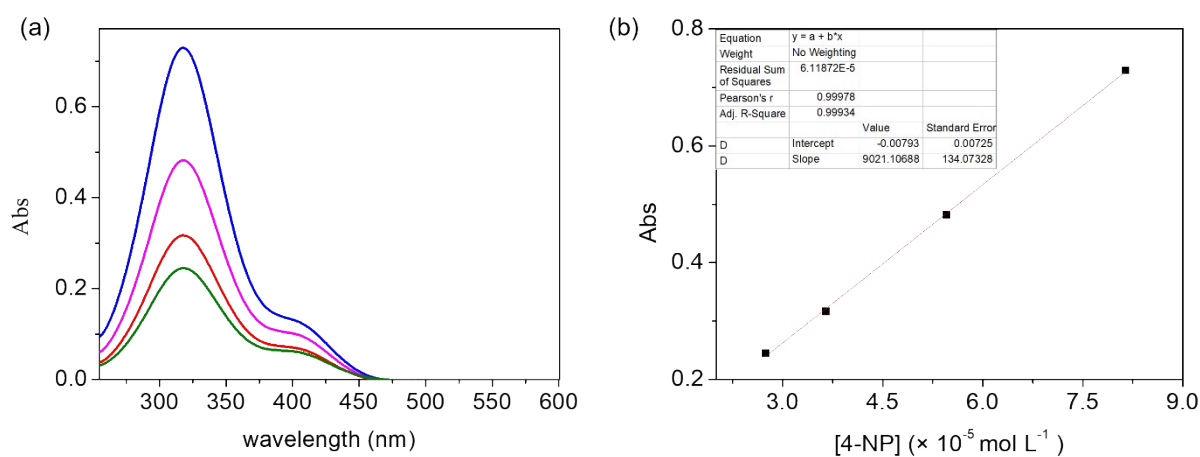 (a)
0.6
0.4
0.2
0.0
Abs
300 350 400 450 500 550 600
wavelength (nm)
(b)
0.8
0.6
0.4
0.2
Abs
Equation y = a + b*x
Weight No Weighting
Residual Sum
of Squares 6.11872E-5
Pearson's r 0.99978
Adj. R-Square 0.99934
Value Standard Error
D Intercept -0.00793 0.00725
D Slope 9021.10688 134.07328
3.0 4.5 6.0 7.5 9.0
[4-NP] (× 10⁻⁵ mol L⁻¹)